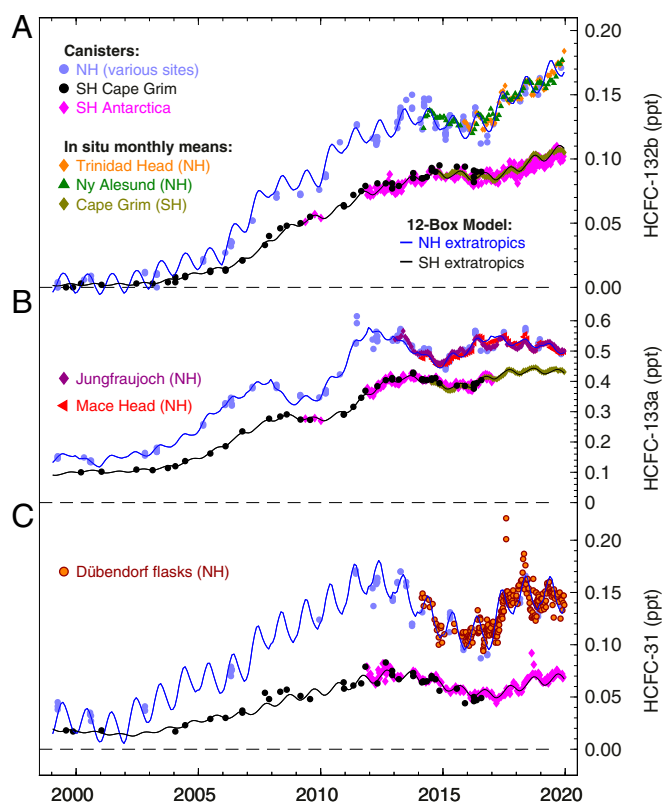 A
Canisters:
NH (various sites)
SH Cape Grim
SH Antarctica
In situ monthly means:
Trinidad Head (NH)
Ny Alesund (NH)
Cape Grim (SH)
12-Box Model:
NH extratropics
SH extratropics
0.20
0.15
0.10
0.05
0.00
HCFC-132b (ppt)
B
Jungfraujoch (NH)
Mace Head (NH)
0.6
0.5
0.4
0.3
0.2
0.1
0
HCFC-133a (ppt)
C
Dübendorf flasks (NH)
0.20
0.15
0.10
0.05
0.00
HCFC-31 (ppt)
2000 2005 2010 2015 2020